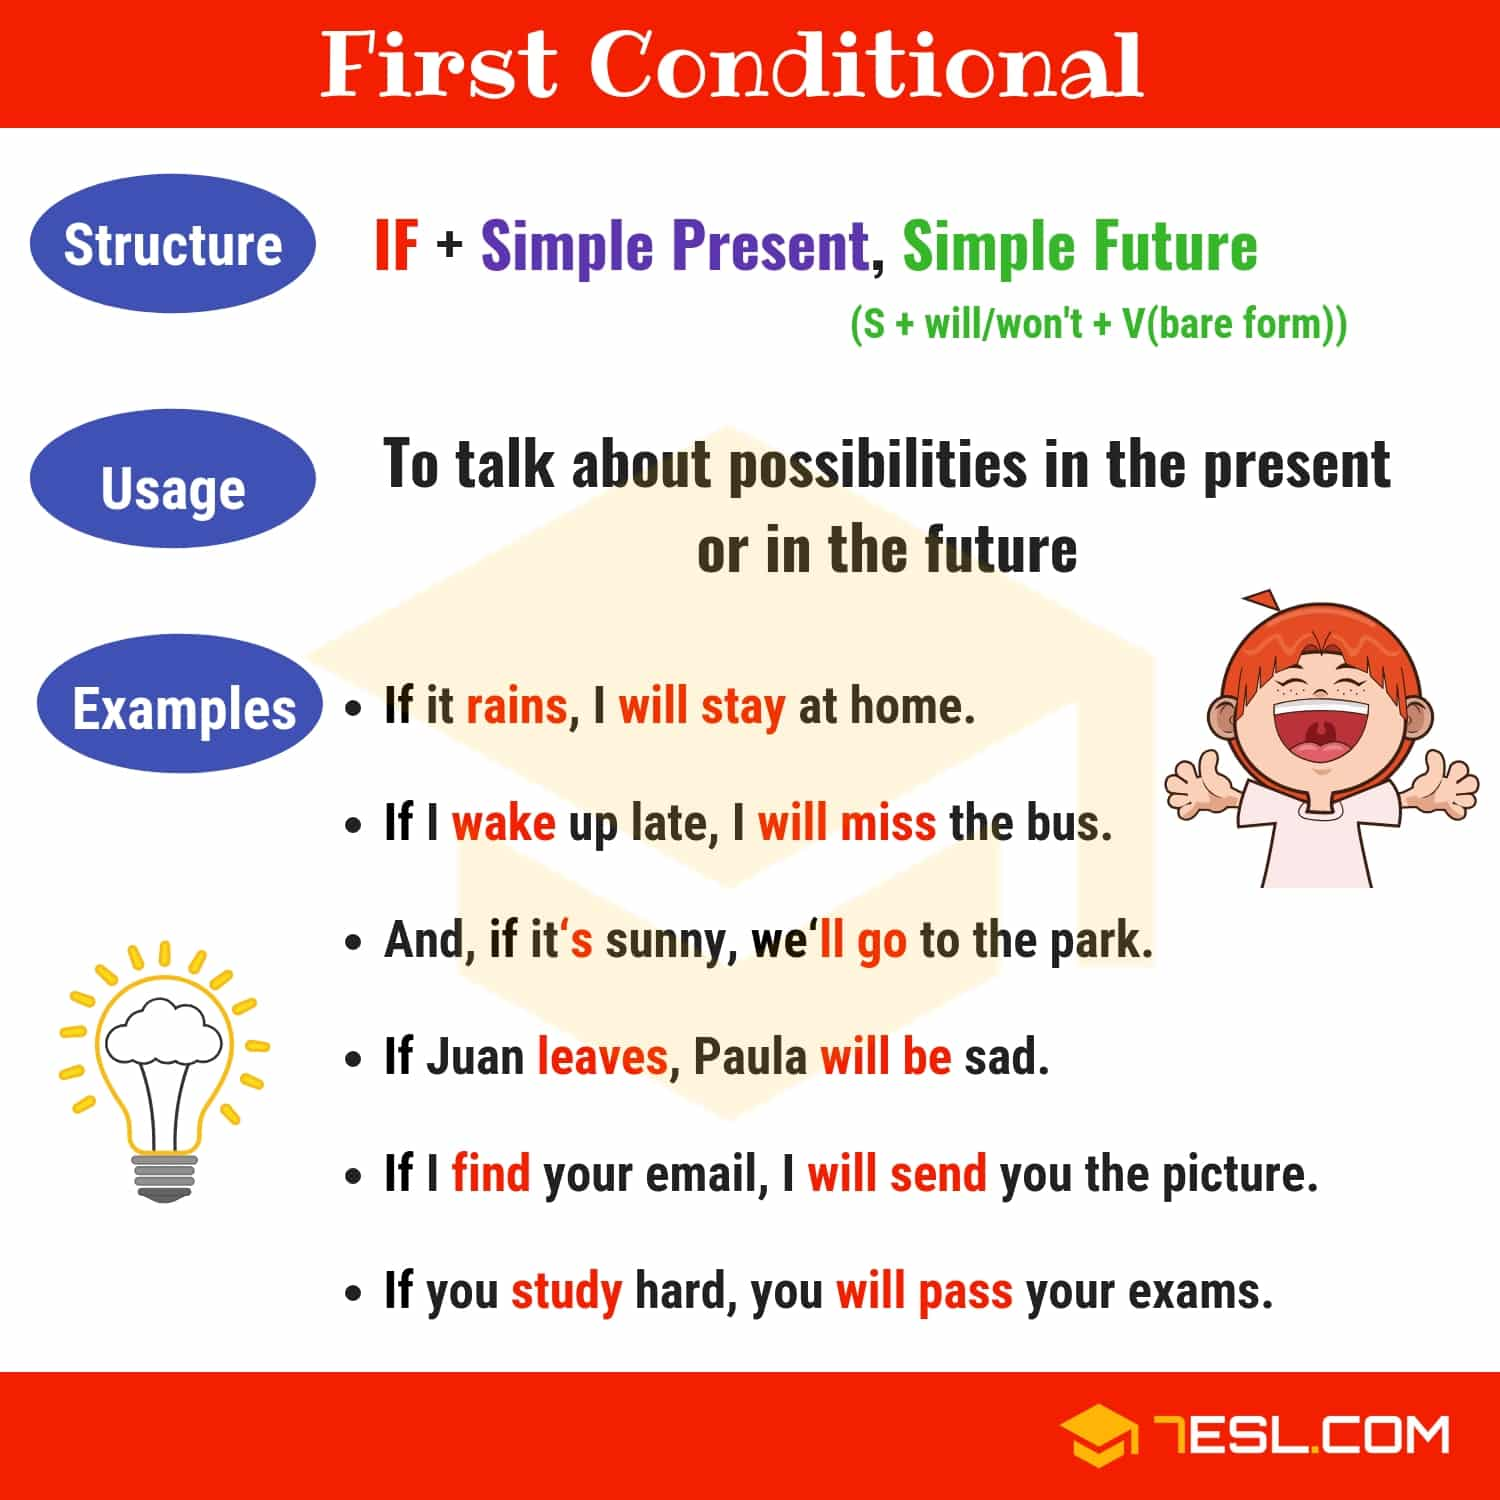 First Conditional
Structure
IF + Simple Present, Simple Future
(S + will/won't + V(bare form))
Usage
To talk about possibilities in the present
or in the future
Examples
• If it rains, I will stay at home.
• If I wake up late, I will miss the bus.
• And, if it‘s sunny, we‘ll go to the park.
• If Juan leaves, Paula will be sad.
• If I find your email, I will send you the picture.
• If you study hard, you will pass your exams.
7ESL.COM